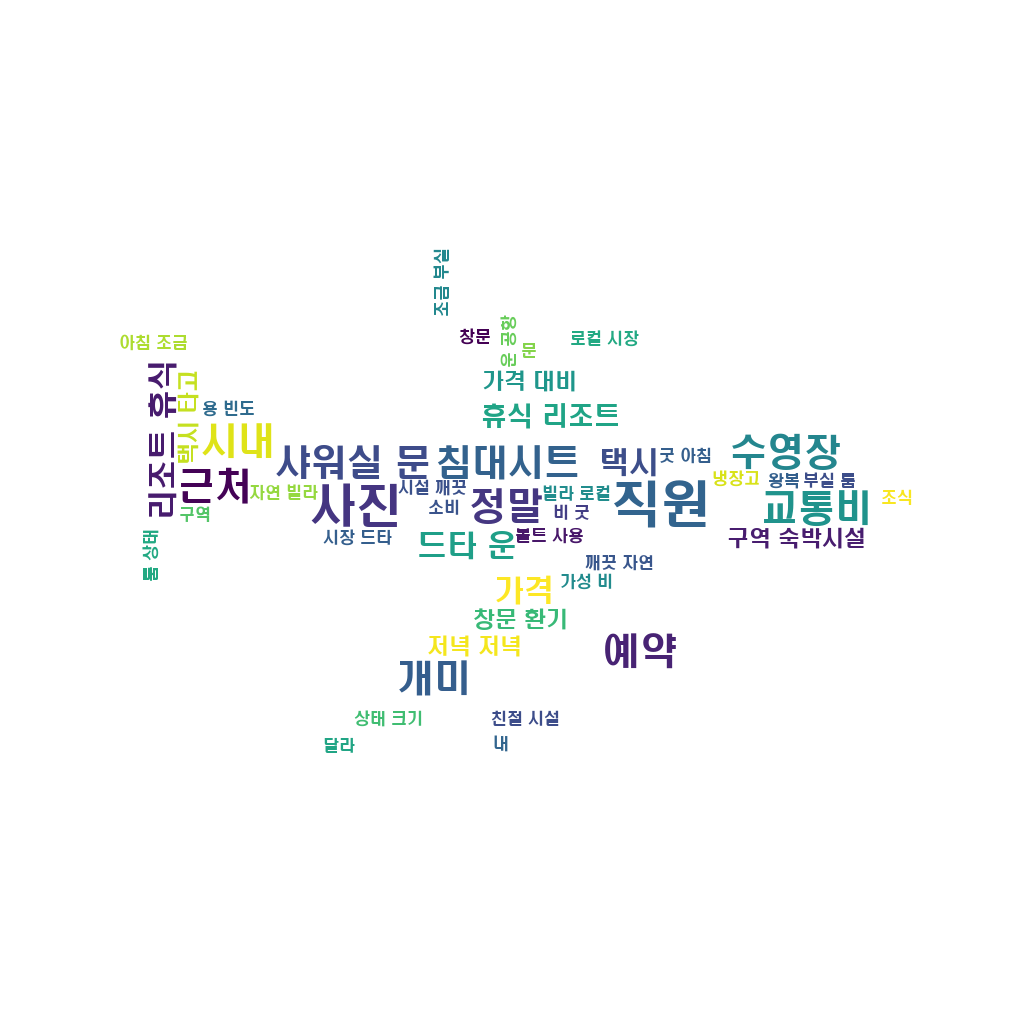 조금 부실
창문
운 공항
문
로컬 시장
아침 조금
가격 대비
리조트 휴식
택시 타고
용 빈도
휴식 리조트
시내
샤워실 문
침대시트
택시
굿 아침
수영장
근처
자연 빌라
사진
시설 깨끗
소비
정말
빌라 로컬
비 굿
직원
냉장고
왕복
부실 룸
교통비
조식
구역
룸 상태
시장 드타
드타 운
볼트 사용
구역 숙박시설
깨끗 자연
가성 비
가격
창문 환기
저녁 저녁
예약
개미
상태 크기
친절 시설
달라
내